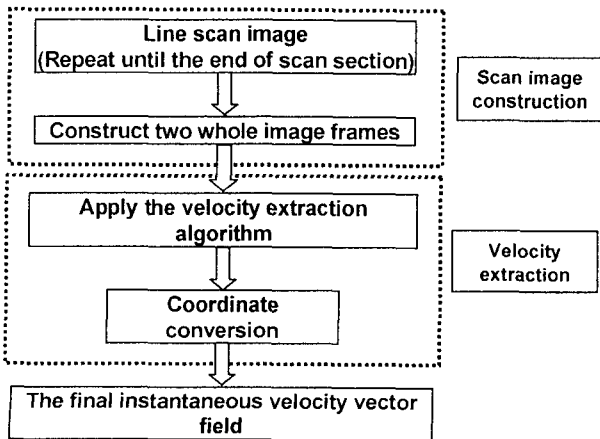 Line scan image
(Repeat until the end of scan section)
Scan image
construction
Construct two whole image frames
Apply the velocity extraction
algorithm
Velocity
extraction
Coordinate
conversion
The final instantaneous velocity vector
field